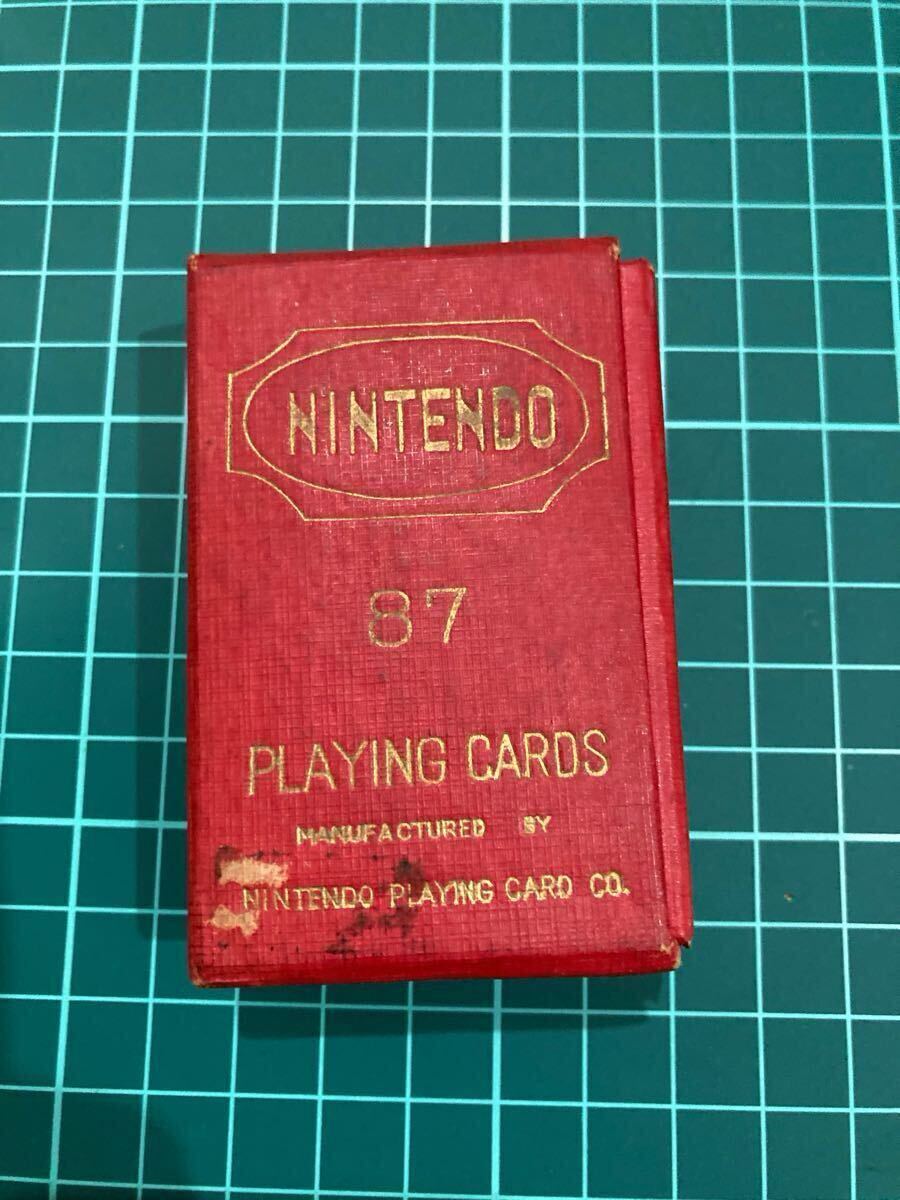 NINTENDO
87
PLAYING CARDS
MANUFACTURED BY
NINTENDO PLAYING CARD CO.